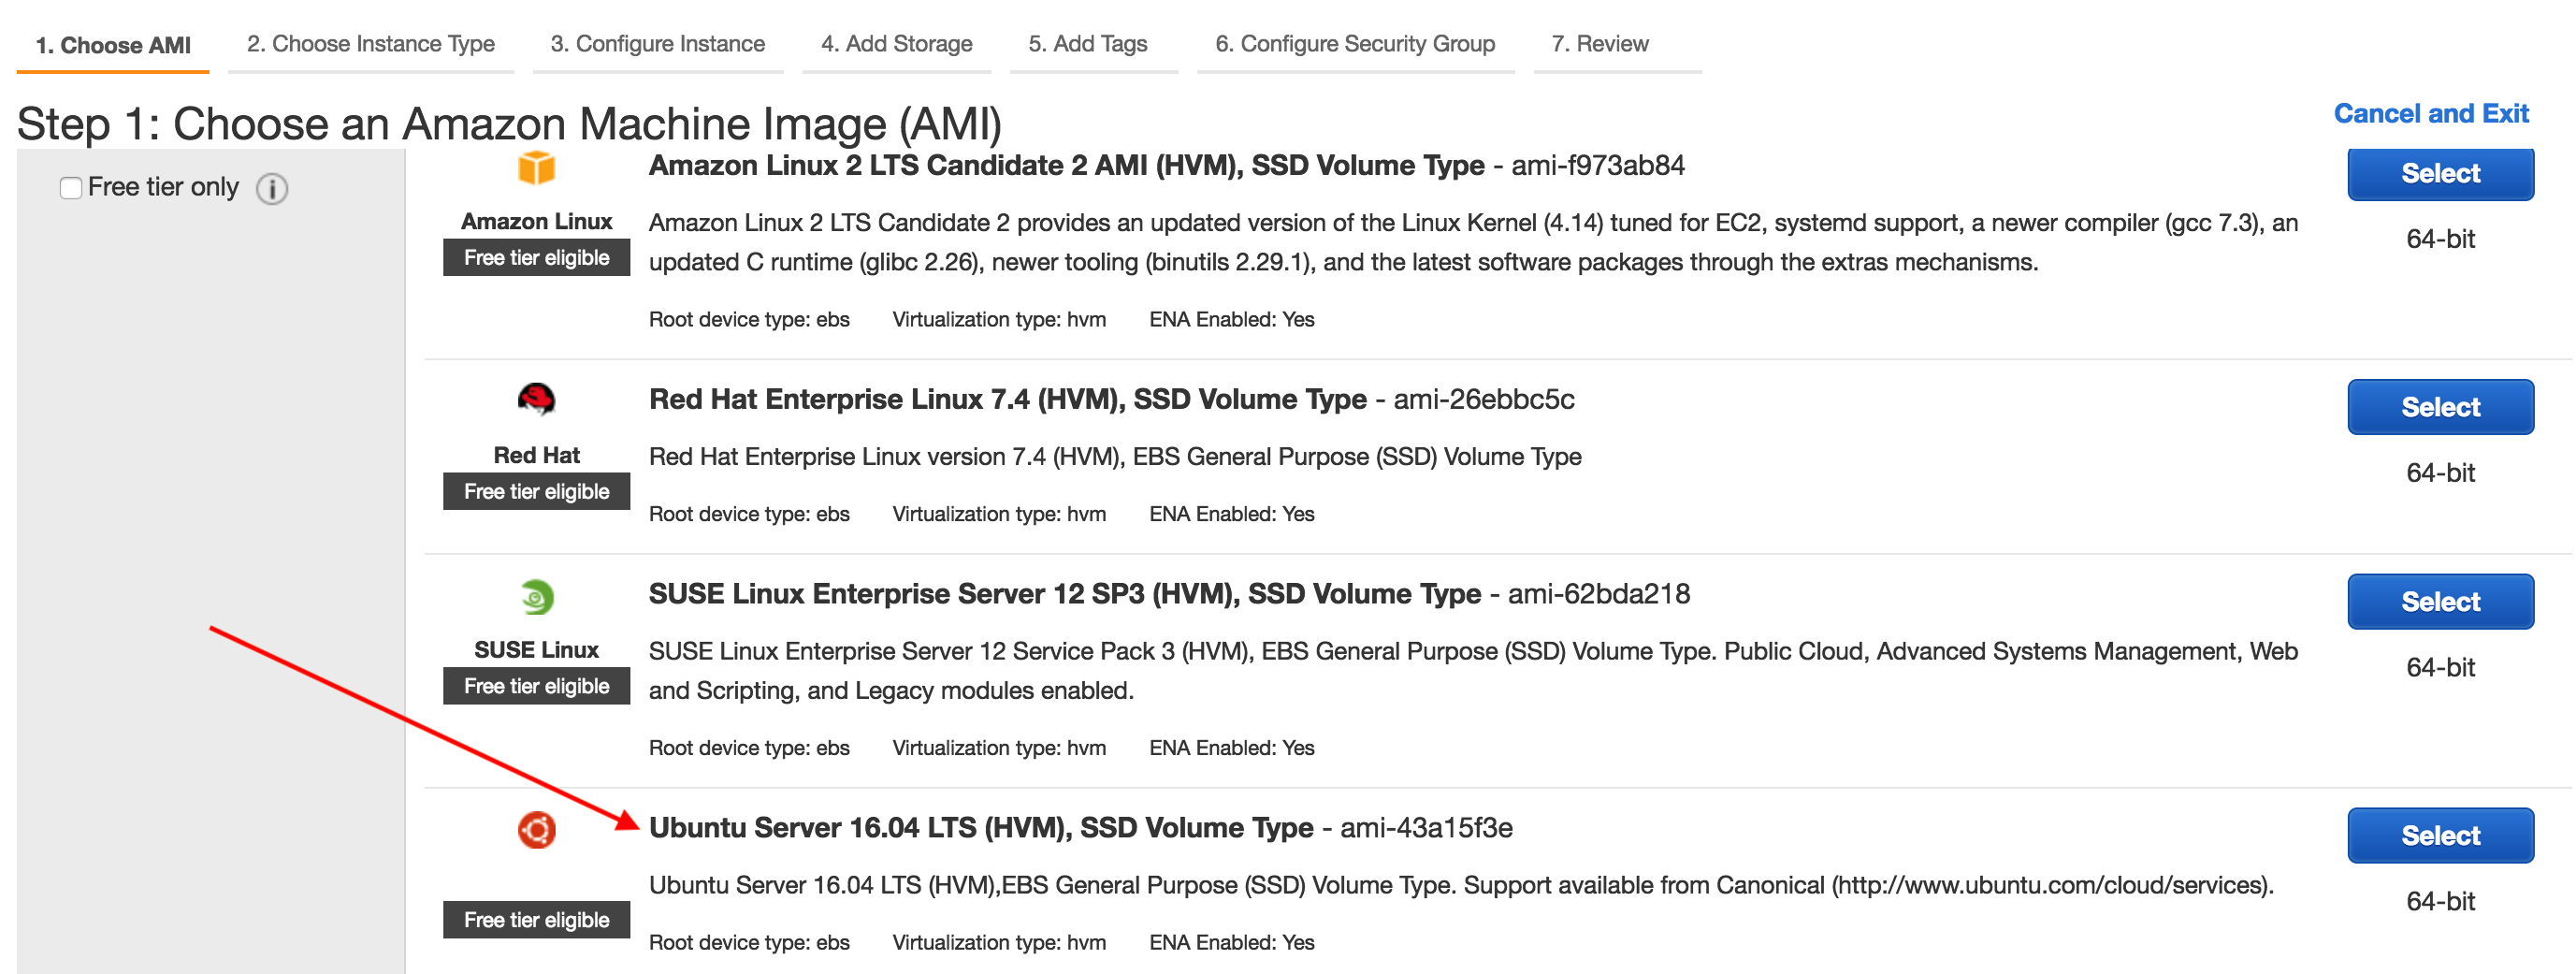 1. Choose AMI 2. Choose Instance Type 3. Configure Instance 4. Add Storage 5. Add Tags 6. Configure Security Group 7. Review
Step 1: Choose an Amazon Machine Image (AMI)
Cancel and Exit
Free tier only
Amazon Linux
Free tier eligible
Amazon Linux 2 LTS Candidate 2 AMI (HVM), SSD Volume Type - ami-f973ab84
Amazon Linux 2 LTS Candidate 2 provides an updated version of the Linux Kernel (4.14) tuned for EC2, systemd support, a newer compiler (gcc 7.3), an
updated C runtime (glibc 2.26), newer tooling (binutils 2.29.1), and the latest software packages through the extras mechanisms.
Root device type: ebs Virtualization type: hvm ENA Enabled: Yes
Select
64-bit
Red Hat
Free tier eligible
Red Hat Enterprise Linux 7.4 (HVM), SSD Volume Type - ami-26ebbc5c
Red Hat Enterprise Linux version 7.4 (HVM), EBS General Purpose (SSD) Volume Type
Root device type: ebs Virtualization type: hvm ENA Enabled: Yes
Select
64-bit
SUSE Linux
Free tier eligible
SUSE Linux Enterprise Server 12 SP3 (HVM), SSD Volume Type - ami-62bda218
SUSE Linux Enterprise Server 12 Service Pack 3 (HVM), EBS General Purpose (SSD) Volume Type. Public Cloud, Advanced Systems Management, Web
and Scripting, and Legacy modules enabled.
Root device type: ebs Virtualization type: hvm ENA Enabled: Yes
Select
64-bit
Free tier eligible
Ubuntu Server 16.04 LTS (HVM), SSD Volume Type - ami-43a15f3e
Ubuntu Server 16.04 LTS (HVM),EBS General Purpose (SSD) Volume Type. Support available from Canonical (http://www.ubuntu.com/cloud/services).
Root device type: ebs Virtualization type: hvm ENA Enabled: Yes
Select
64-bit